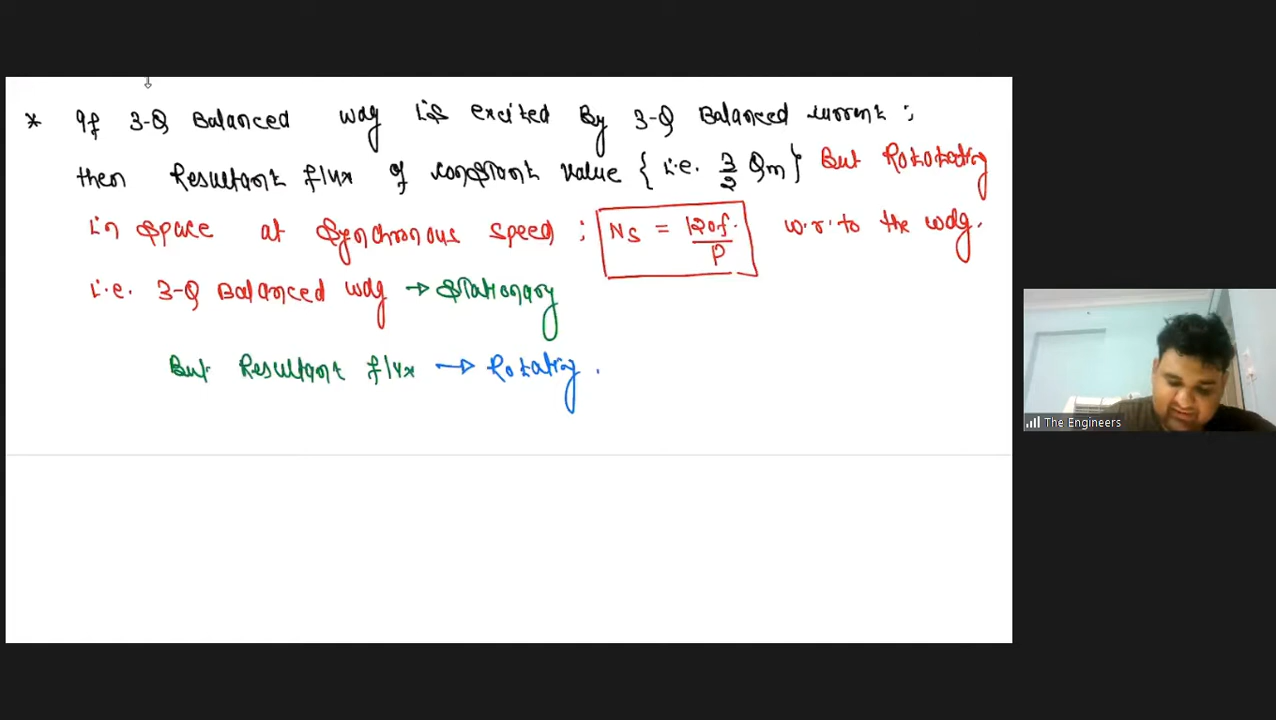 * If 3-Φ Balanced wdg is excited By 3-Φ Balanced current ;
then Resultant flux of constant value { i.e. 3/2 Φm} But Rototating
in space at synchronous speed ; Ns = 120f/P w.r.to the wdg.
i.e. 3-Φ Balanced wdg → Stationary
But Resultant flux → Rotating .
The Engineers